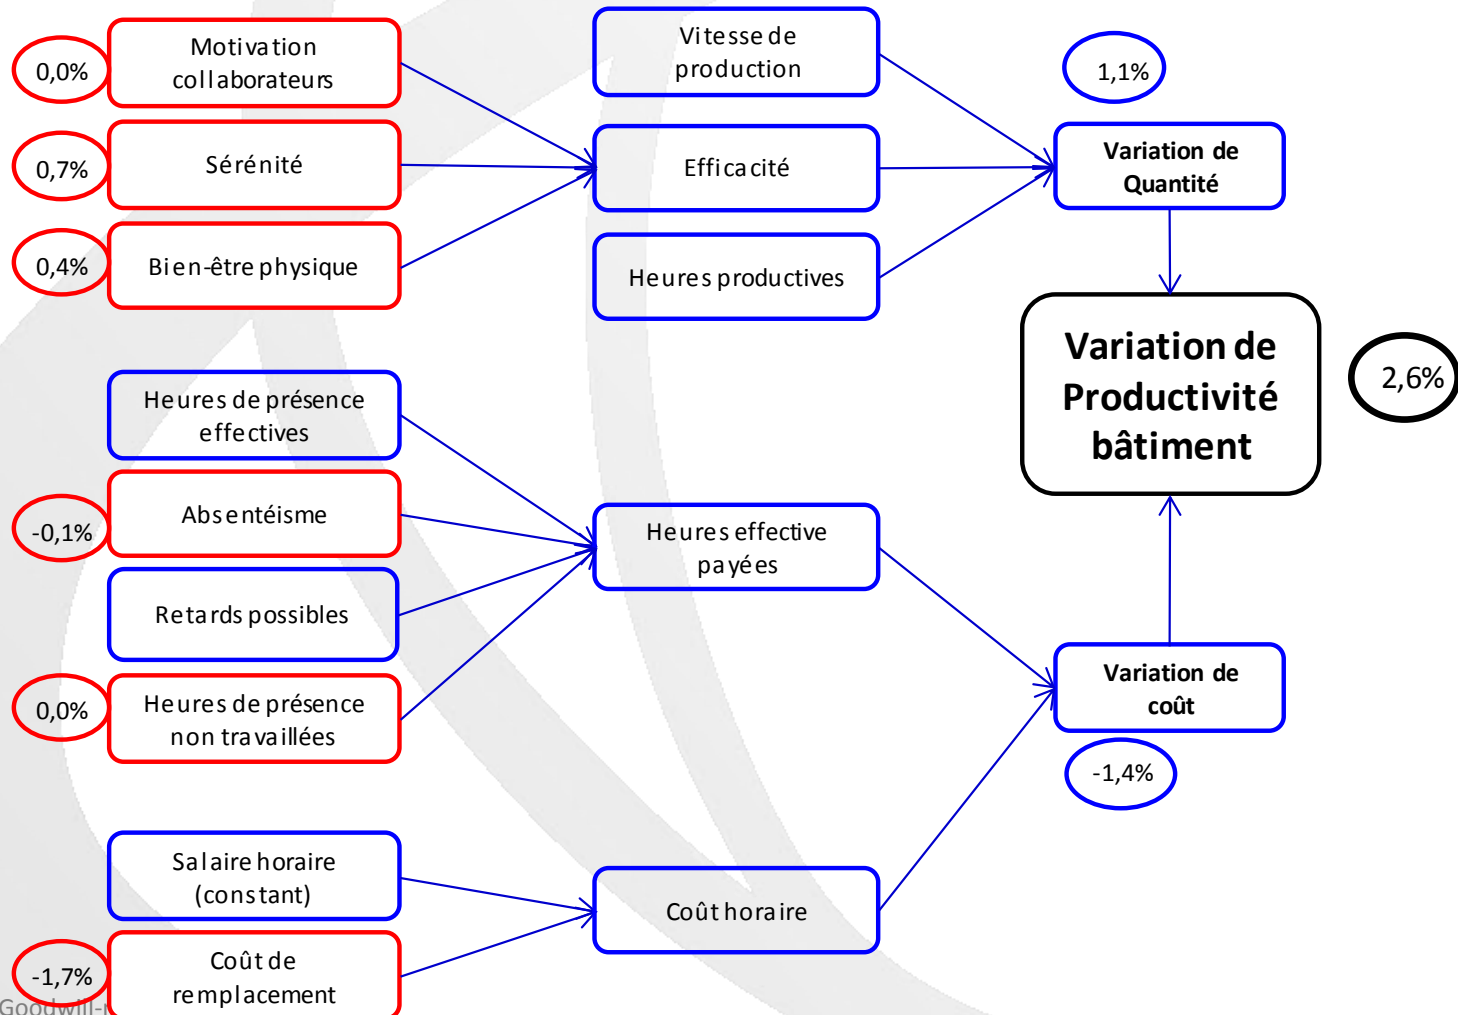 0,0%
Motivation
collaborateurs
0,7%
Sérénité
0,4%
Bien-être physique
Vitesse de
production
Efficacité
Heures productives
1,1%
Variation de
Quantité
Variation de
Productivité
bâtiment
2,6%
Heures de présence
effectives
-0,1%
Absentéisme
Retards possibles
0,0%
Heures de présence
non travaillées
Heures effective
payées
Variation de
coût
-1,4%
Salaire horaire
(constant)
-1,7%
Coût de
remplacement
Coût horaire
Goodwill-